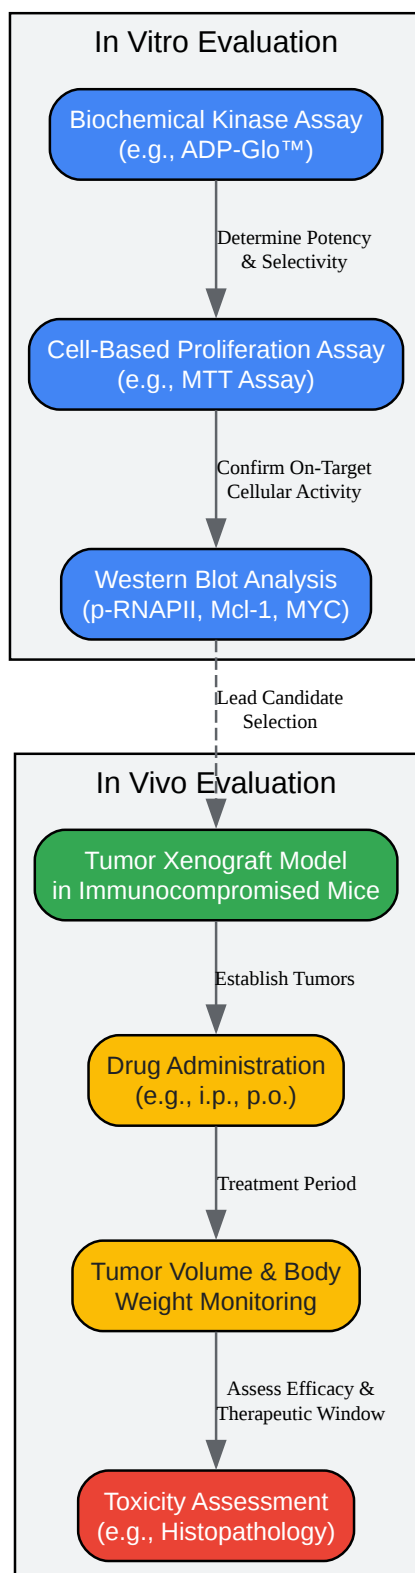 In Vitro Evaluation
Biochemical Kinase Assay
(e.g., ADP-Glo™)
Determine Potency
& Selectivity
Cell-Based Proliferation Assay
(e.g., MTT Assay)
Confirm On-Target
Cellular Activity
Western Blot Analysis
(p-RNAPII, Mcl-1, MYC)
Lead Candidate
Selection
In Vivo Evaluation
Tumor Xenograft Model
in Immunocompromised Mice
Establish Tumors
Drug Administration
(e.g., i.p., p.o.)
Treatment Period
Tumor Volume & Body
Weight Monitoring
Assess Efficacy &
Therapeutic Window
Toxicity Assessment
(e.g., Histopathology)